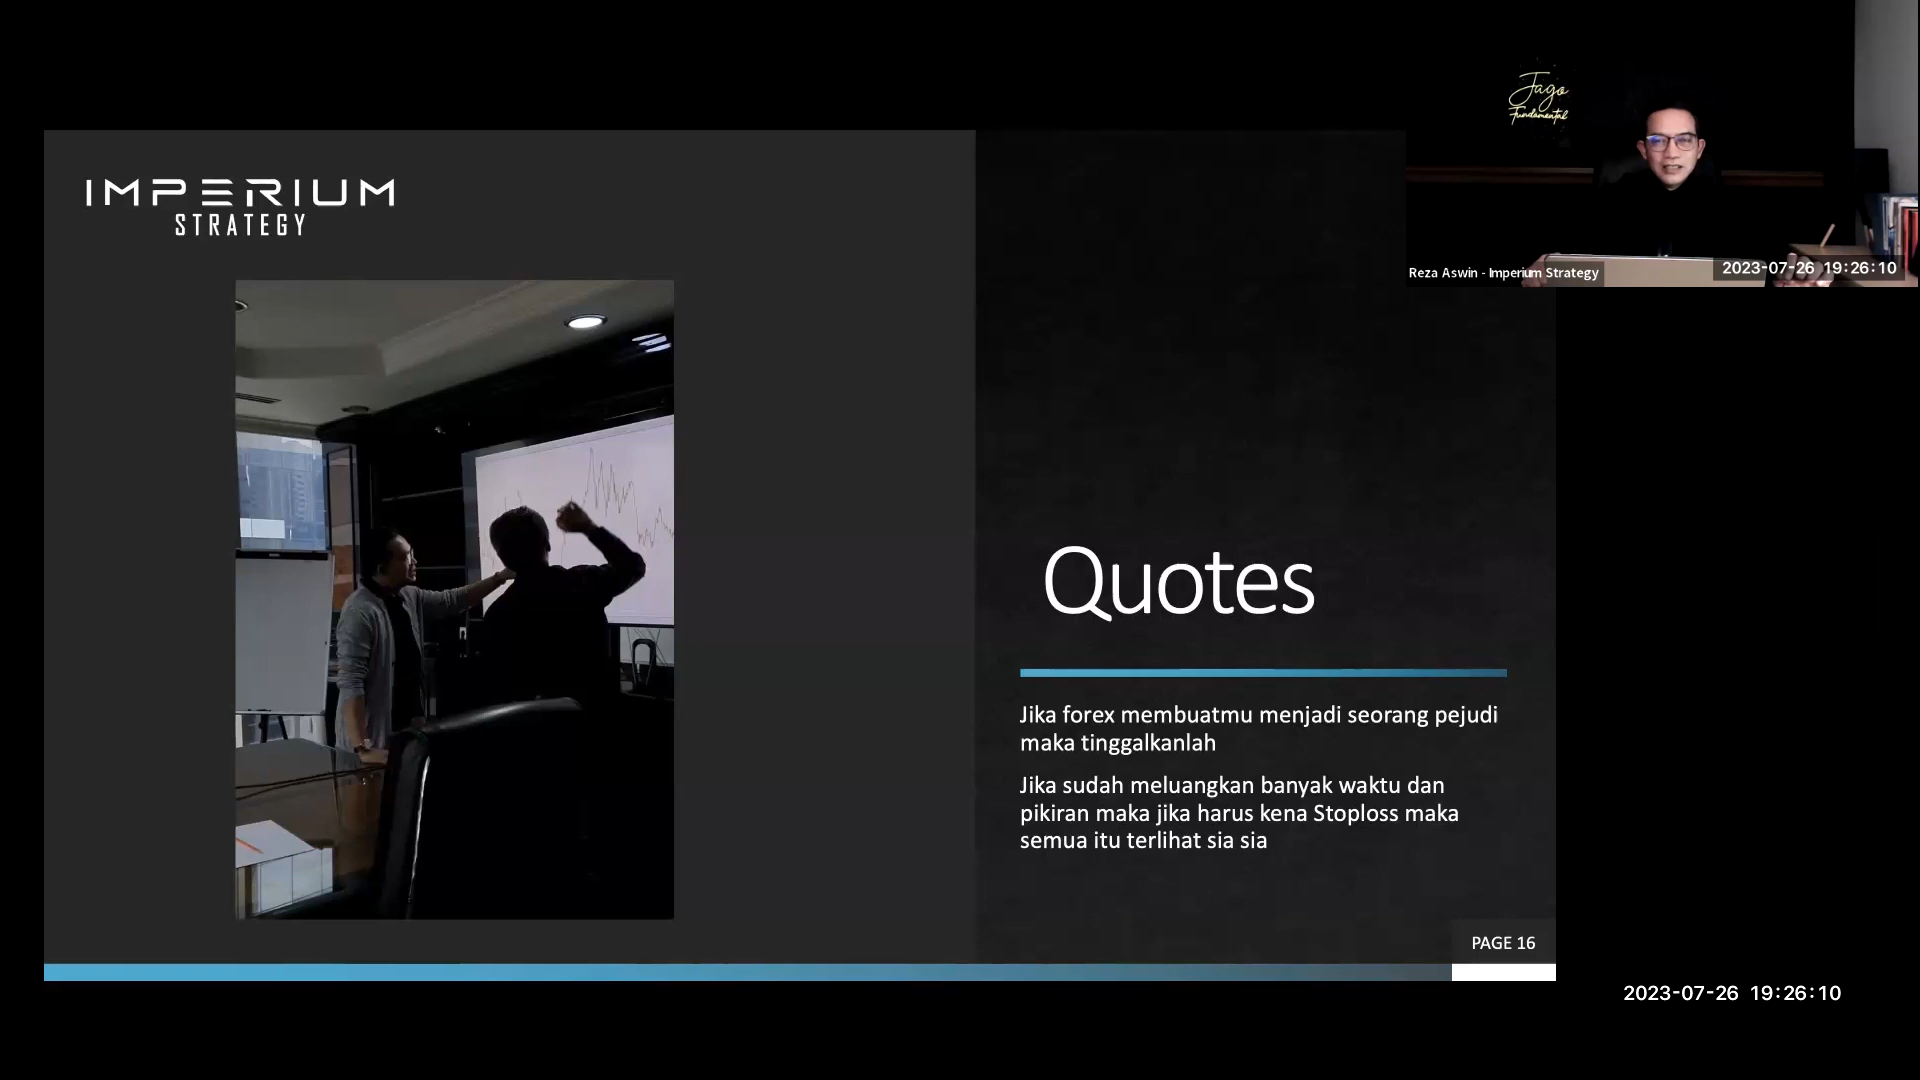 Jago
Fundamental
IMPERIUM
STRATEGY
Reza Aswin - Imperium Strategy
2023-07-26 19:26:10
Quotes
Jika forex membuatmu menjadi seorang pejudi
maka tinggalkanlah
Jika sudah meluangkan banyak waktu dan
pikiran maka jika harus kena Stoploss maka
semua itu terlihat sia sia
PAGE 16
2023-07-26 19:26:10